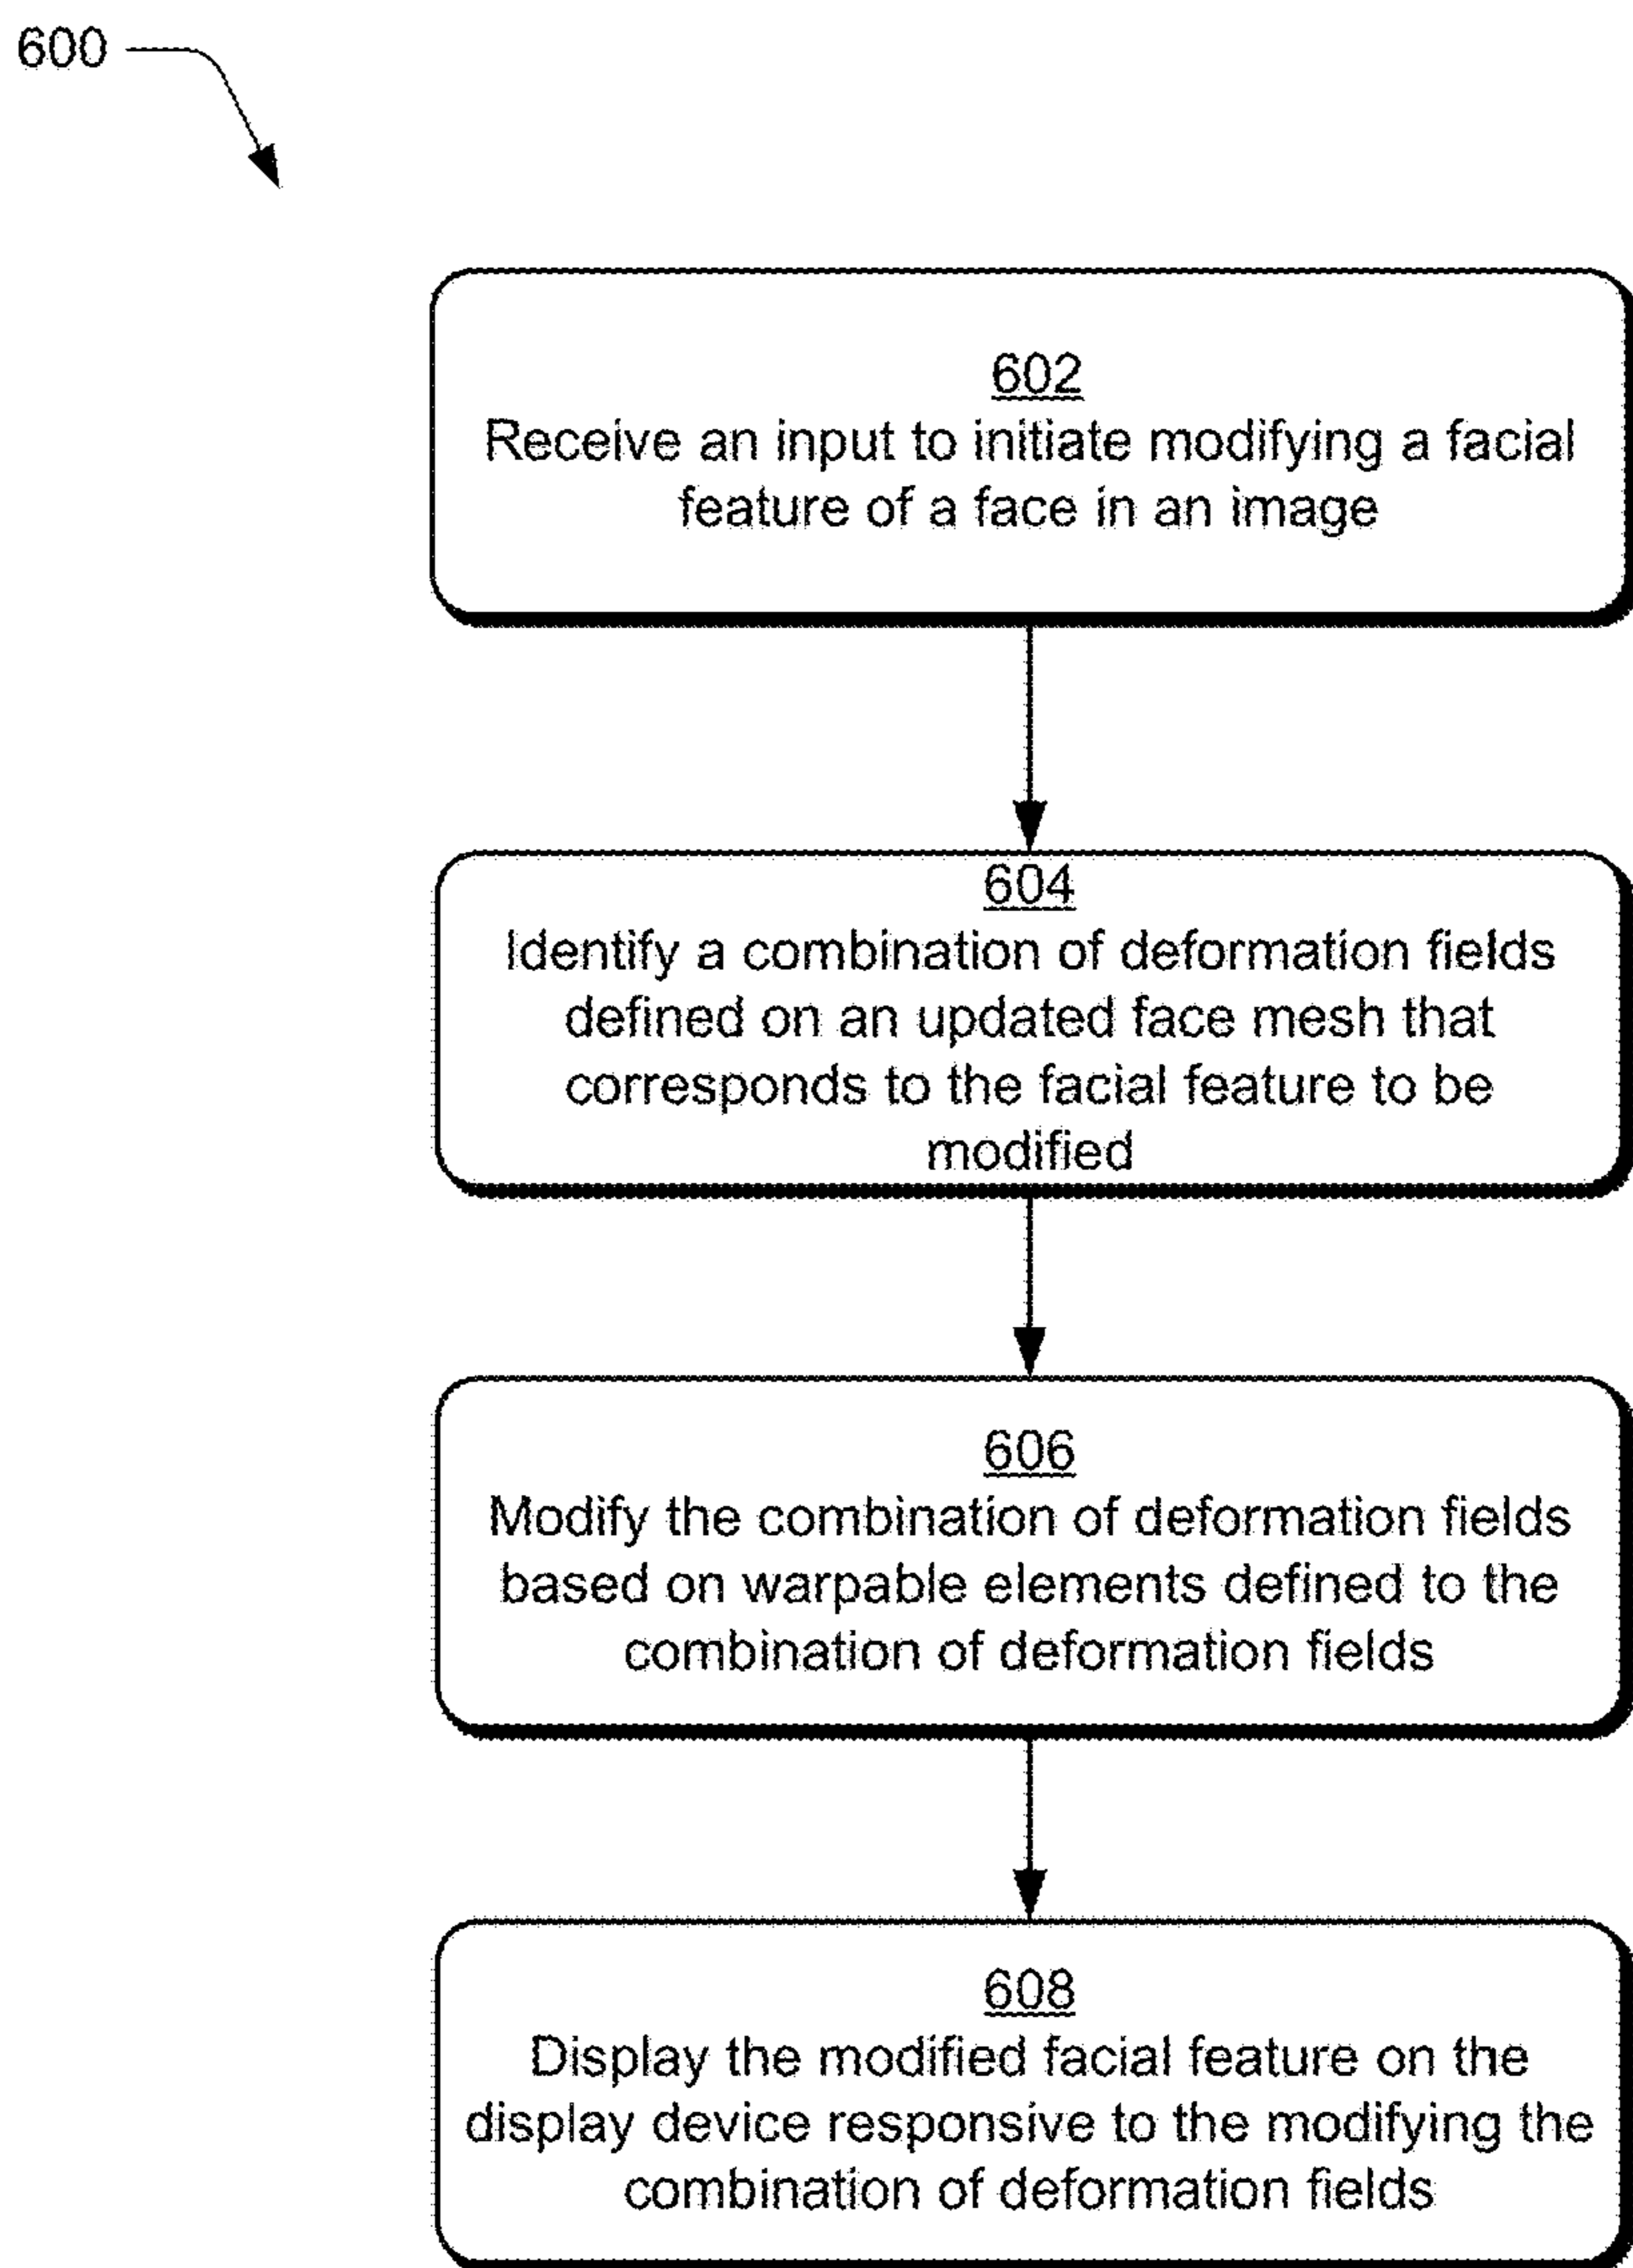 600
602
Receive an input to initiate modifying a facial
feature of a face in an image
604
Identify a combination of deformation fields
defined on an updated face mesh that
corresponds to the facial feature to be
modified
606
Modify the combination of deformation fields
based on warpable elements defined to the
combination of deformation fields
608
Display the modified facial feature on the
display device responsive to the modifying the
combination of deformation fields